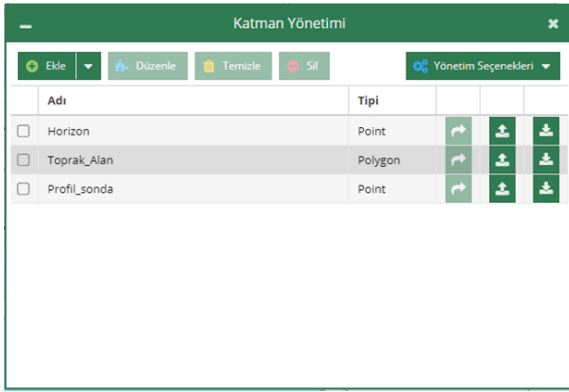 Katman Yönetimi
Ekle Düzenle Temizle Sil Yönetim Seçenekleri
Adı Tipi
Horizon Point
Toprak_Alan Polygon
Profil_sonda Point